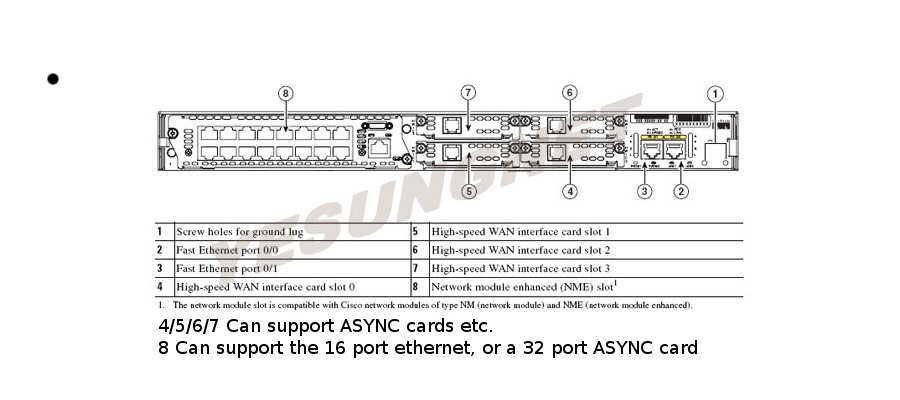 8
7
6
1
YESUNGNET
5
4
3
2
1 Screw holes for ground lug 5 High-speed WAN interface card slot 1
2 Fast Ethernet port 0/0 6 High-speed WAN interface card slot 2
3 Fast Ethernet port 0/1 7 High-speed WAN interface card slot 3
4 High-speed WAN interface card slot 0 8 Network module enhanced (NME) slot1
1. The network module slot is compatible with Cisco network modules of type NM (network module) and NME (network module enhanced).
4/5/6/7 Can support ASYNC cards etc.
8 Can support the 16 port ethernet, or a 32 port ASYNC card